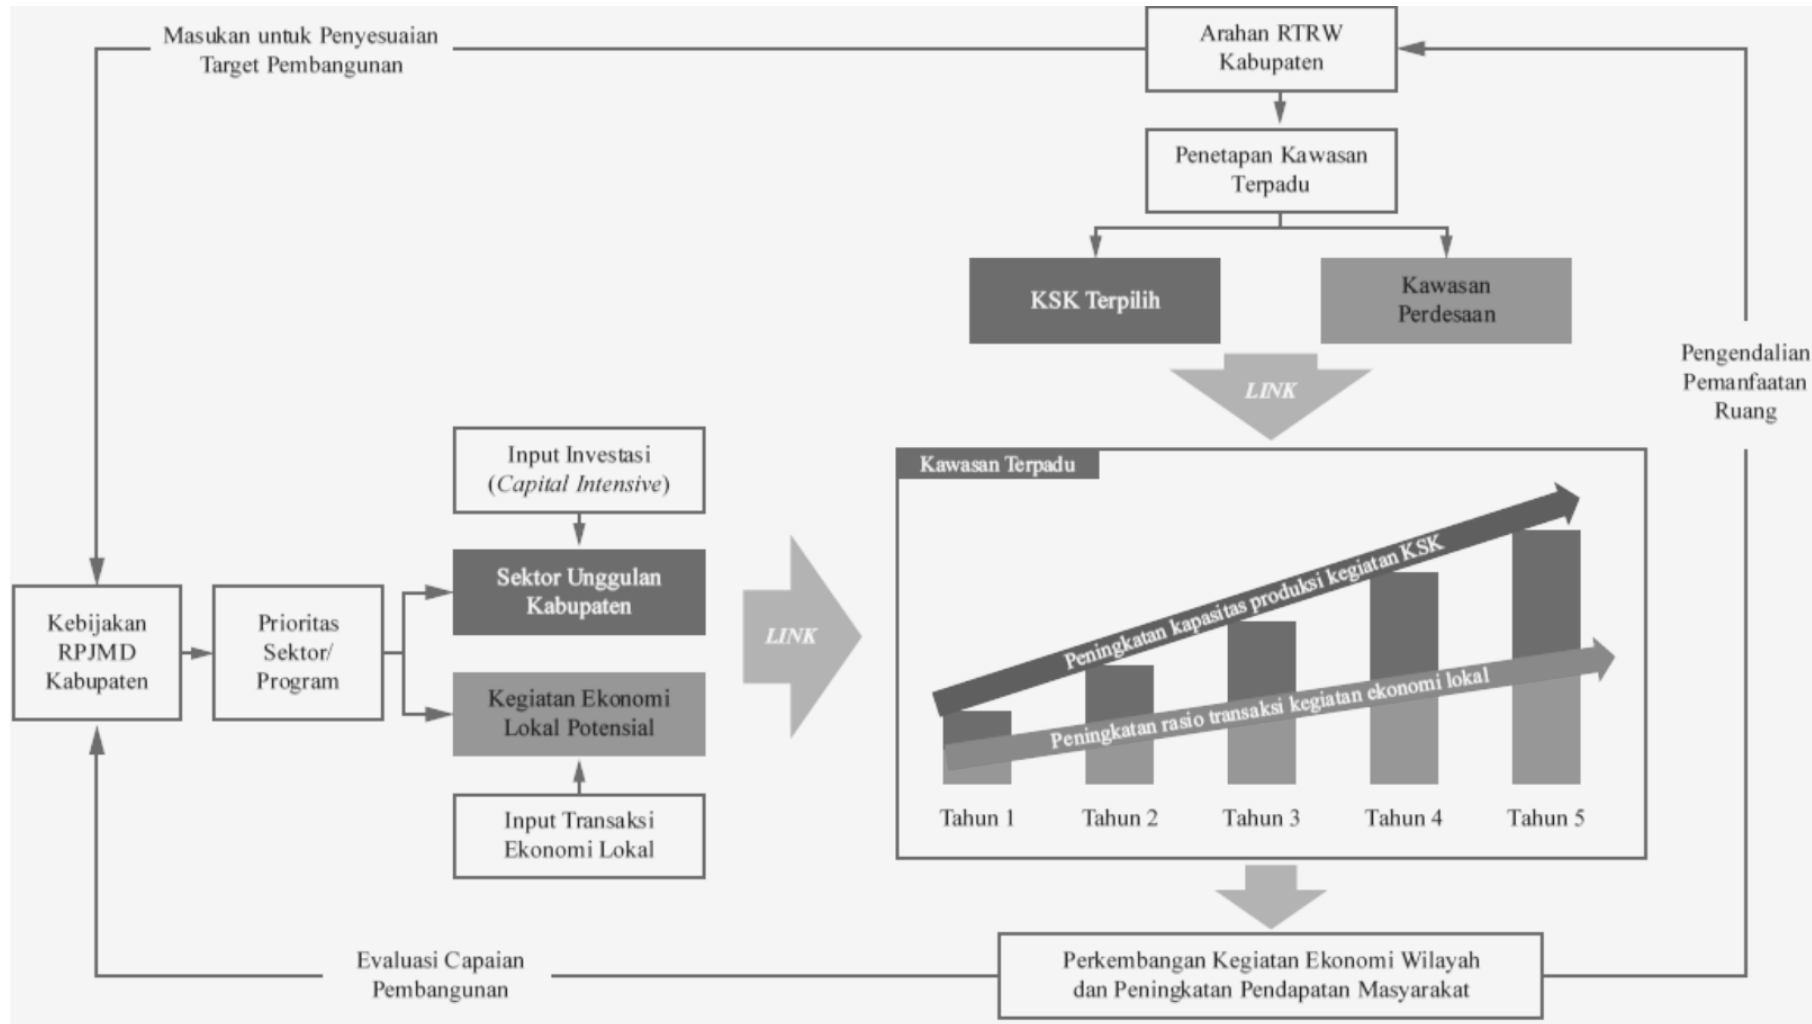 Masukan untuk Penyesuaian
Target Pembangunan
Arahan RTRW
Kabupaten
Penetapan Kawasan
Terpadu
KSK Terpilih
Kawasan
Perdesaan
LINK
Pengendalian
Pemanfaatan
Ruang
Input Investasi
(Capital Intensive)
Sektor Unggulan
Kabupaten
Kebijakan
RPJMD
Kabupaten
Prioritas
Sektor/
Program
Kegiatan Ekonomi
Lokal Potensial
Input Transaksi
Ekonomi Lokal
LINK
Kawasan Terpadu
Peningkatan kapasitas produksi kegiatan KSK
Peningkatan rasio transaksi kegiatan ekonomi lokal
Tahun 1
Tahun 2
Tahun 3
Tahun 4
Tahun 5
Evaluasi Capaian
Pembangunan
Perkembangan Kegiatan Ekonomi Wilayah
dan Peningkatan Pendapatan Masyarakat